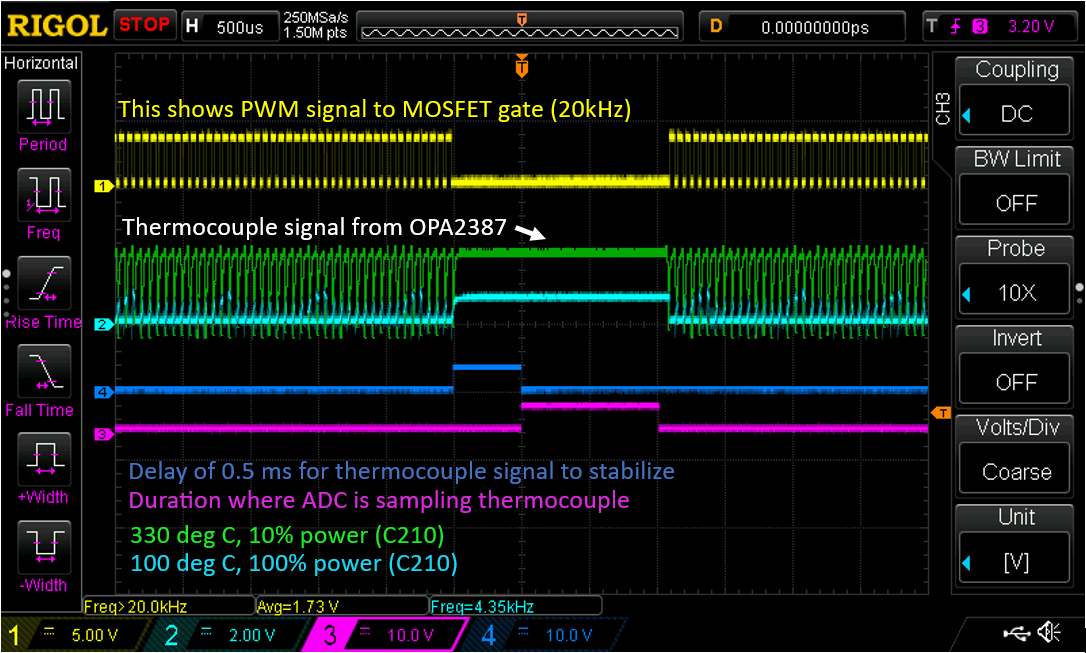 RIGOL STOP H 500us 250MSa/s 1.50M pts T D 0.00000000ps T 3 3.20 V
Horizontal
Period
Freq
Rise Time
Fall Time
+Width
-Width
T
This shows PWM signal to MOSFET gate (20kHz)
1
Thermocouple signal from OPA2387
2
4
3
T
Delay of 0.5 ms for thermocouple signal to stabilize
Duration where ADC is sampling thermocouple
330 deg C, 10% power (C210)
100 deg C, 100% power (C210)
CH3
Coupling
DC
BW Limit
OFF
Probe
10X
Invert
OFF
Volts/Div
Coarse
Unit
[V]
Freq>20.0kHz Avg=1.73 V Freq=4.35kHz
1 5.00 V 2 2.00 V 3 10.0 V 4 10.0 V